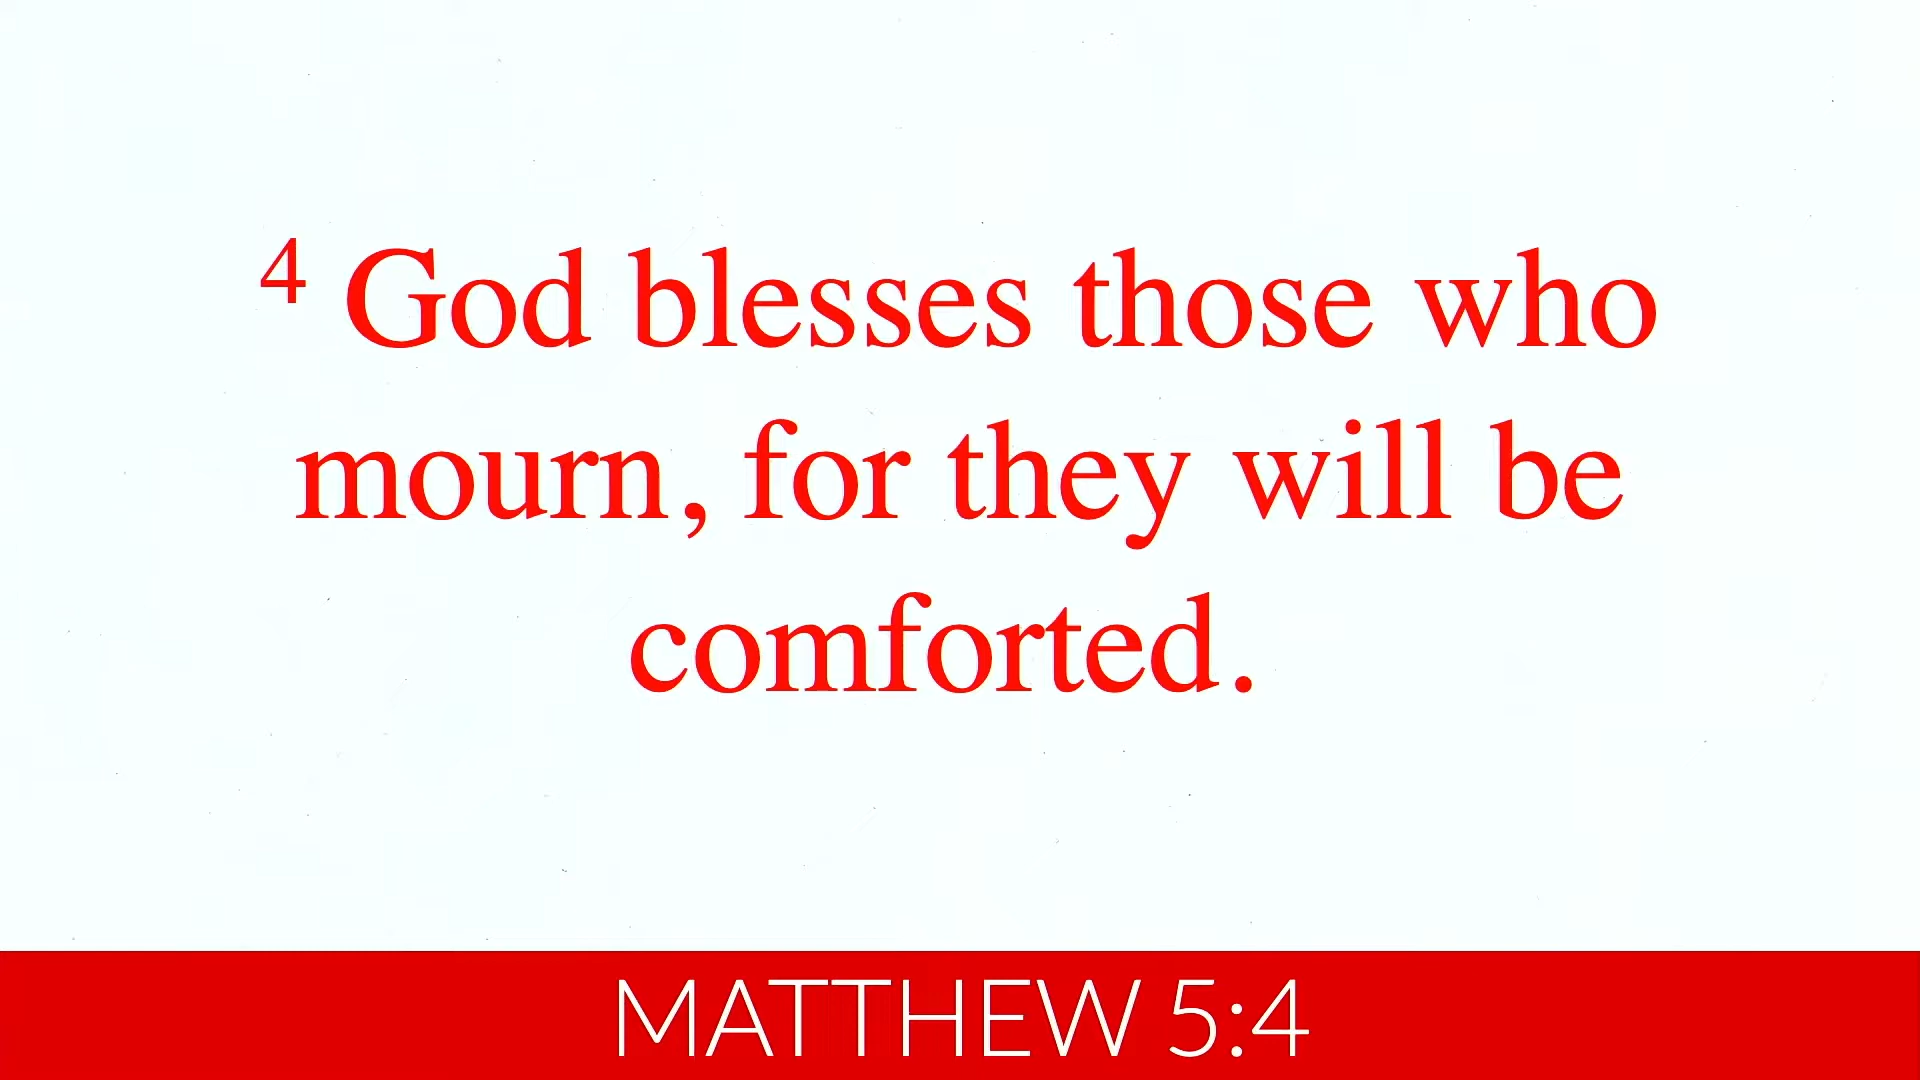 4 God blesses those who
mourn, for they will be
comforted.
MATTHEW 5:4